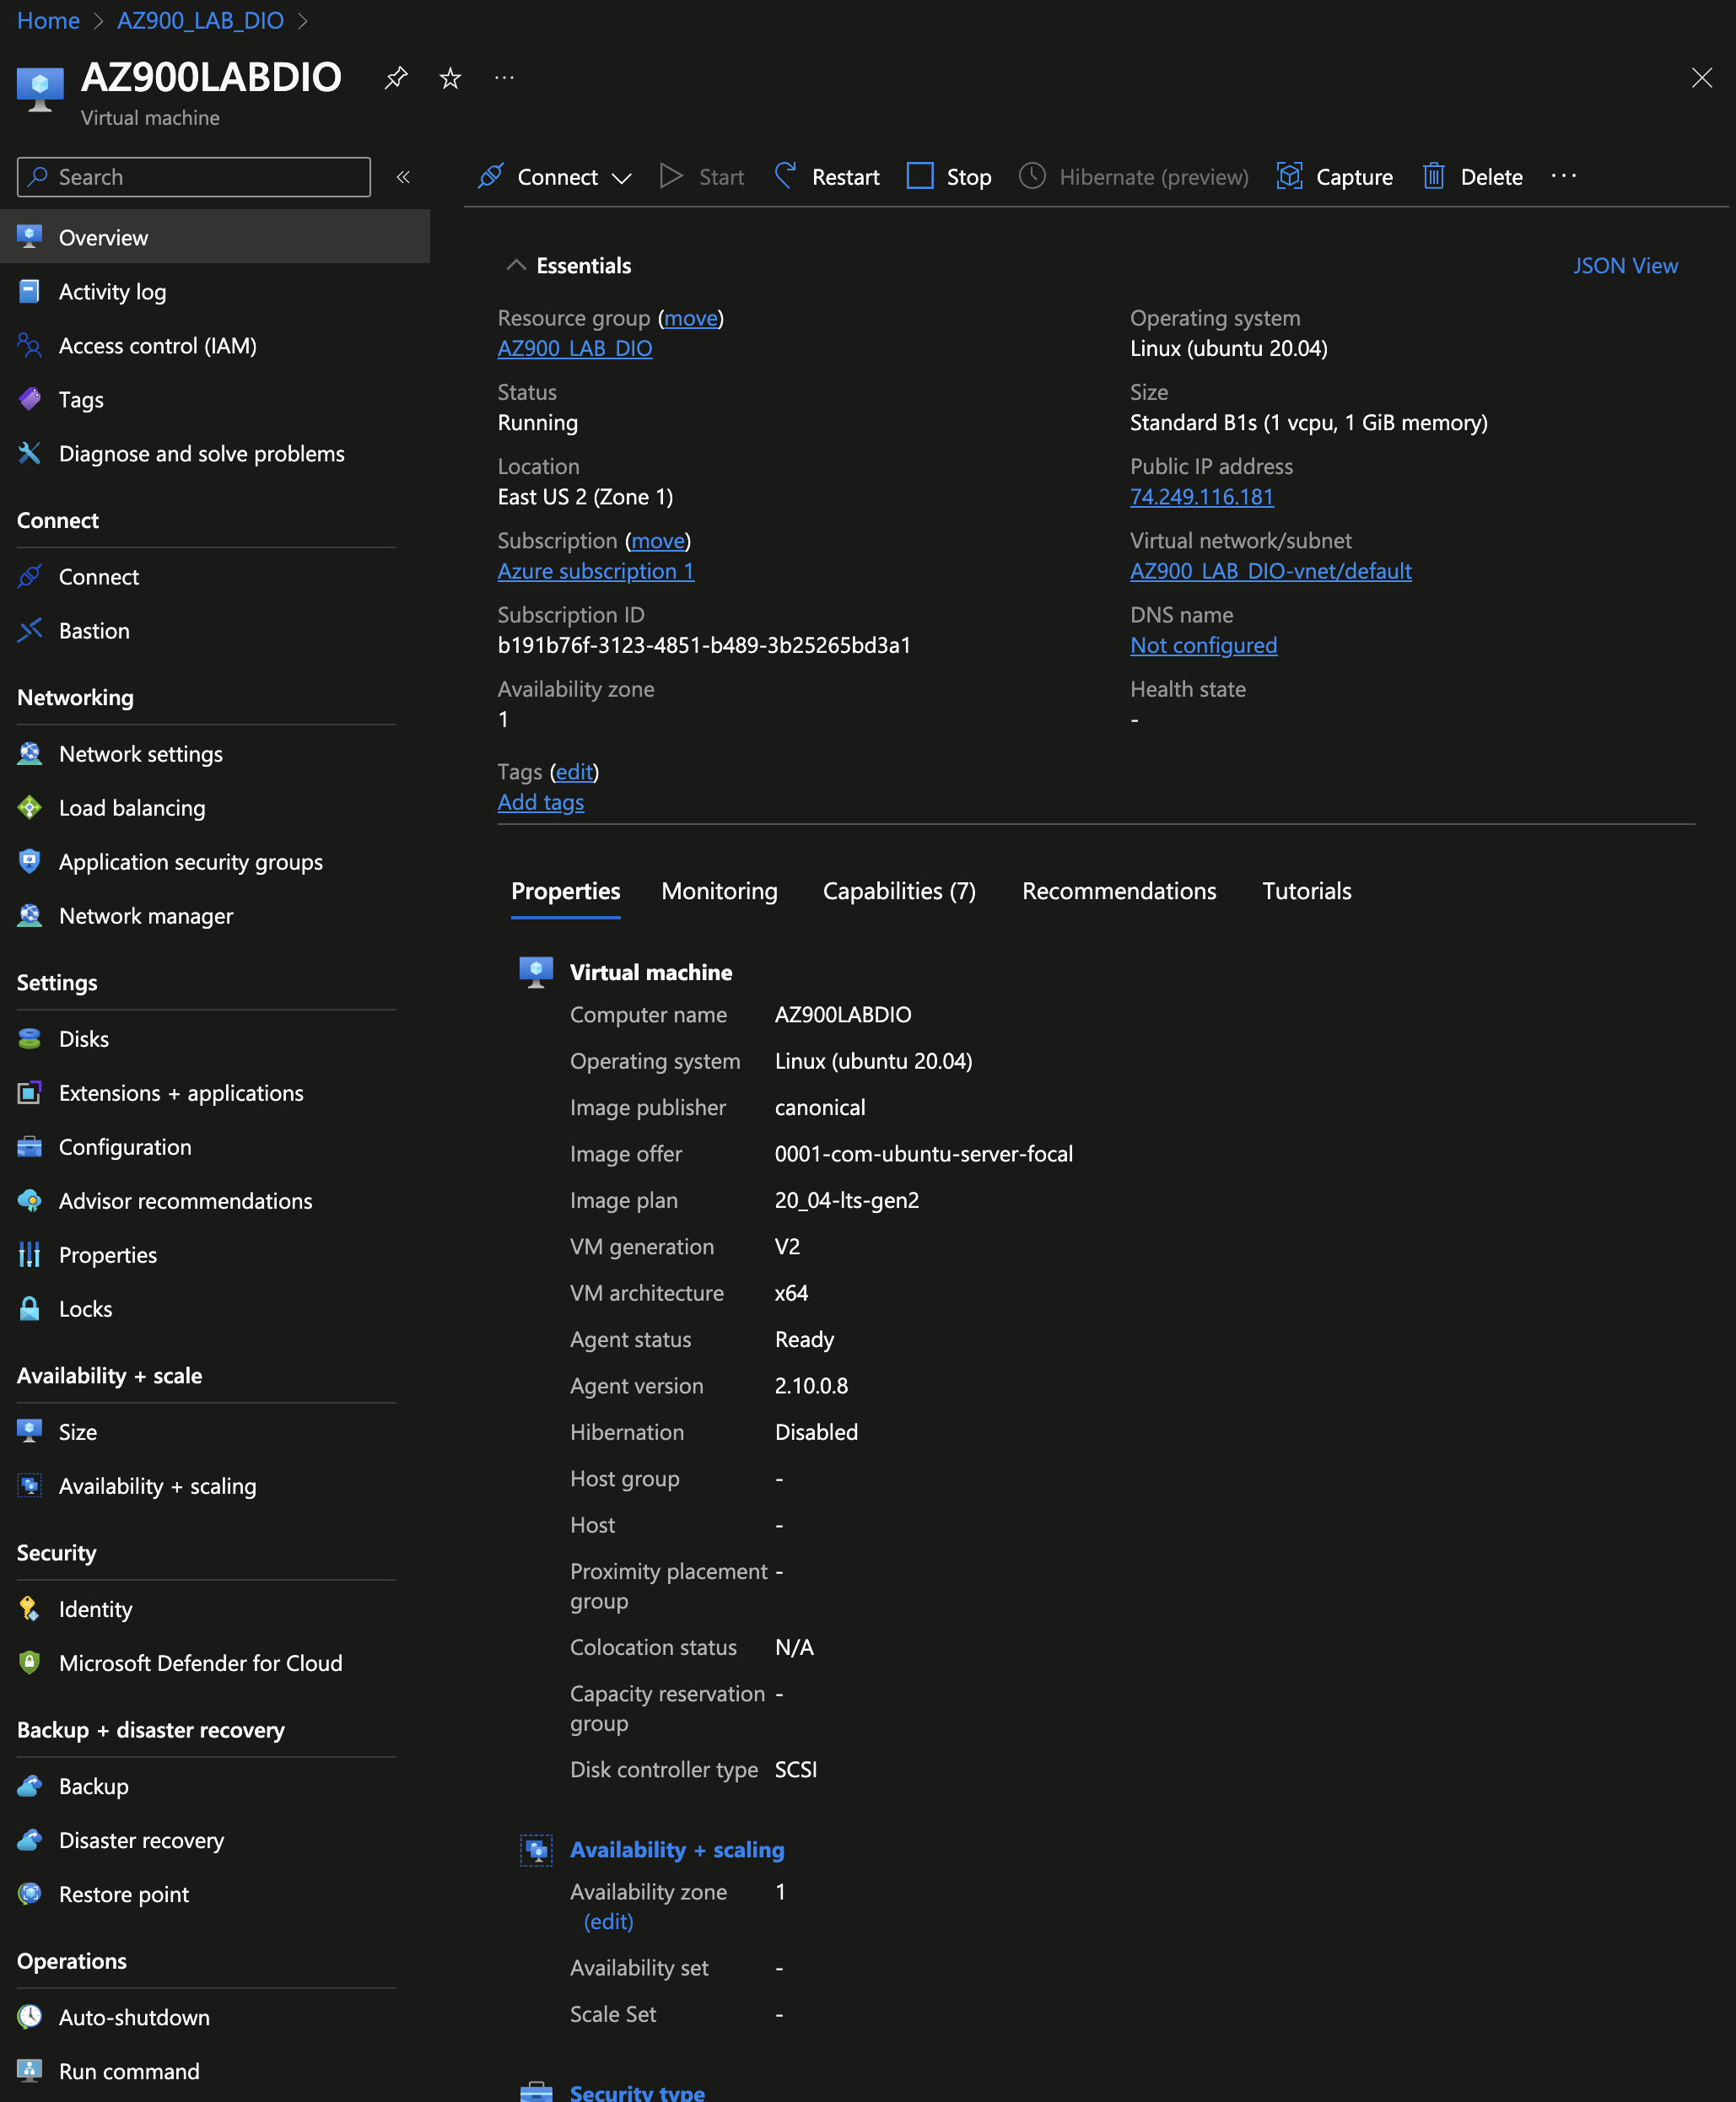 Home > AZ900_LAB_DIO >
AZ900LABDIO
Virtual machine
Search
Overview
Activity log
Access control (IAM)
Tags
Diagnose and solve problems
Connect
Connect
Bastion
Networking
Network settings
Load balancing
Application security groups
Network manager
Settings
Disks
Extensions + applications
Configuration
Advisor recommendations
Properties
Locks
Availability + scale
Size
Availability + scaling
Security
Identity
Microsoft Defender for Cloud
Backup + disaster recovery
Backup
Disaster recovery
Restore point
Operations
Auto-shutdown
Run command
Connect Start Restart Stop Hibernate (preview) Capture Delete
Essentials
JSON View
Resource group (move)
AZ900_LAB_DIO
Status
Running
Location
East US 2 (Zone 1)
Subscription (move)
Azure subscription 1
Subscription ID
b191b76f-3123-4851-b489-3b25265bd3a1
Availability zone
1
Operating system
Linux (ubuntu 20.04)
Size
Standard B1s (1 vcpu, 1 GiB memory)
Public IP address
74.249.116.181
Virtual network/subnet
AZ900_LAB_DIO-vnet/default
DNS name
Not configured
Health state
-
Tags (edit)
Add tags
Properties Monitoring Capabilities (7) Recommendations Tutorials
Virtual machine
Computer name AZ900LABDIO
Operating system Linux (ubuntu 20.04)
Image publisher canonical
Image offer 0001-com-ubuntu-server-focal
Image plan 20_04-lts-gen2
VM generation V2
VM architecture x64
Agent status Ready
Agent version 2.10.0.8
Hibernation Disabled
Host group -
Host -
Proximity placement -
group
Colocation status N/A
Capacity reservation -
group
Disk controller type SCSI
Availability + scaling
Availability zone 1
(edit)
Availability set -
Scale Set -
Security type